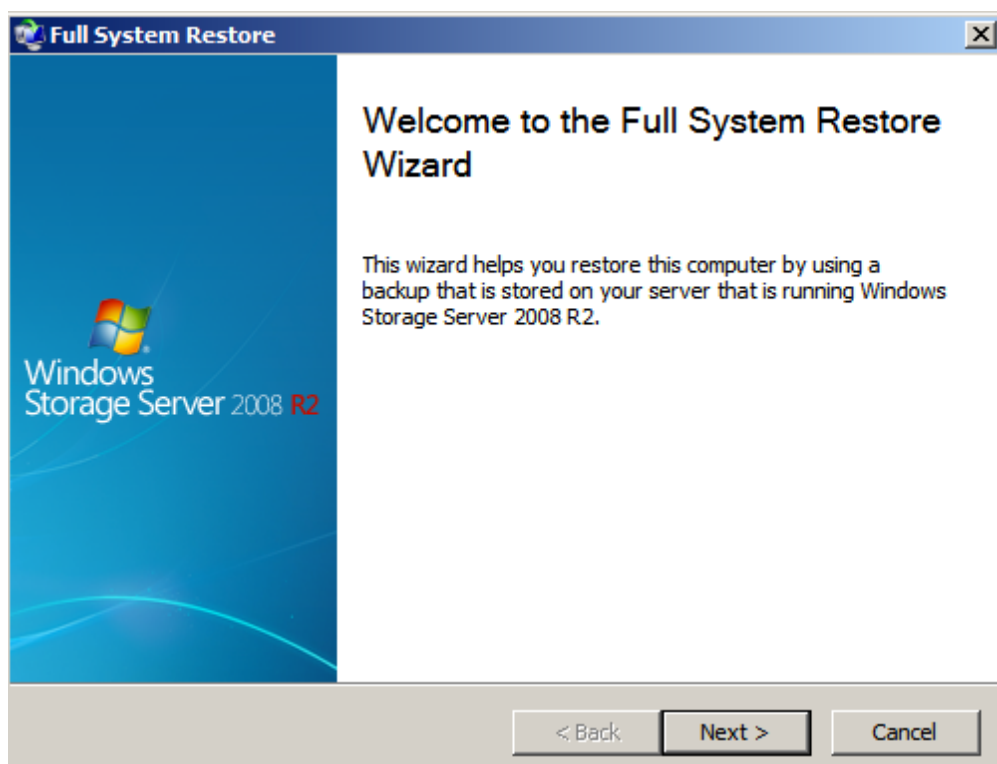 Full System Restore
Welcome to the Full System Restore
Wizard
This wizard helps you restore this computer by using a
backup that is stored on your server that is running Windows
Storage Server 2008 R2.
Windows
Storage Server 2008 R2
< Back
Next >
Cancel